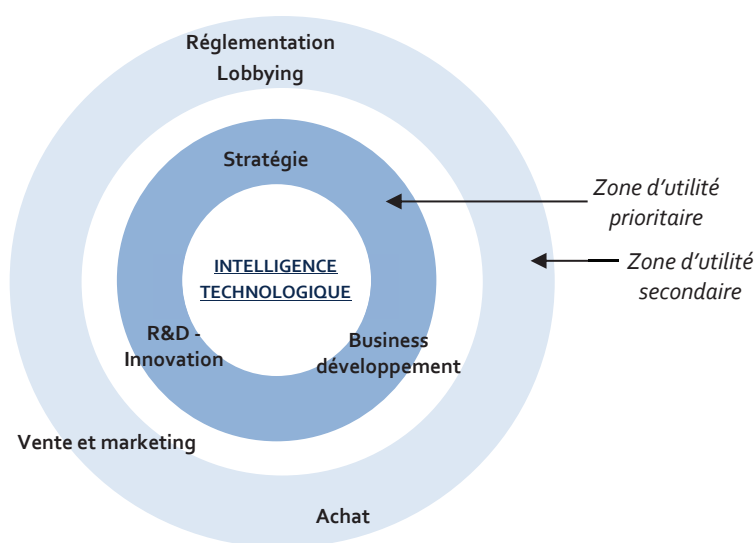 Réglementation
Lobbying
Stratégie
Zone d'utilité
prioritaire
INTELLIGENCE
TECHNOLOGIQUE
Zone d'utilité
secondaire
R&D -
Innovation
Business
développement
Vente et marketing
Achat